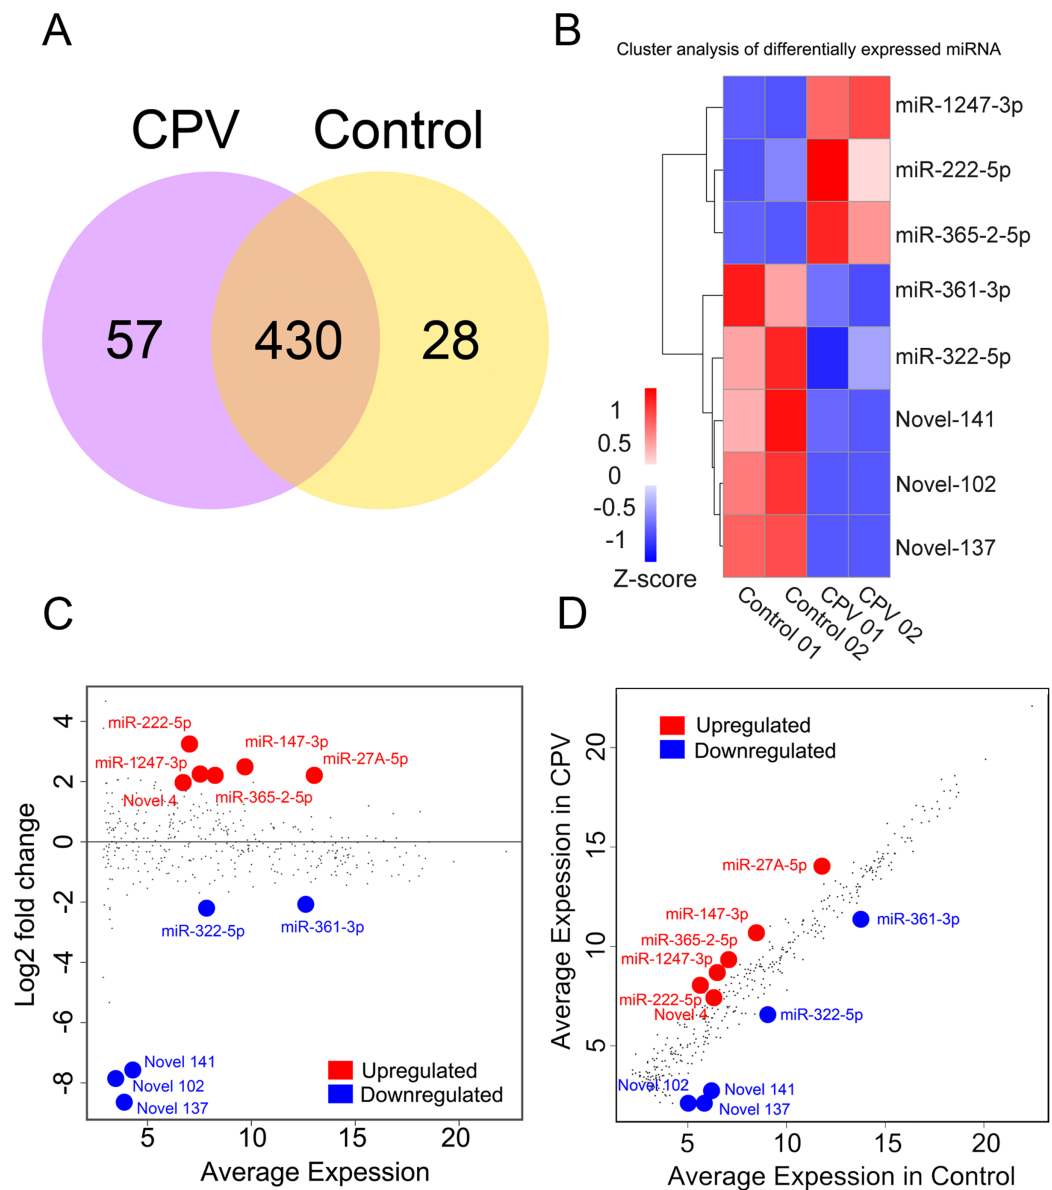 A
CPV
Control
57
430
28
B
Cluster analysis of differentially expressed miRNA
miR-1247-3p
miR-222-5p
miR-365-2-5p
miR-361-3p
miR-322-5p
Novel-141
Novel-102
Novel-137
1
0.5
0
-0.5
-1
Z-score
Control 01
Control 02
CPV 01
CPV 02
C
Log2 fold change
4
2
0
-2
-4
-6
-8
miR-222-5p
miR-147-3p
miR-1247-3p
miR-27A-5p
Novel 4
miR-365-2-5p
miR-322-5p
miR-361-3p
Novel 141
Novel 102
Novel 137
Upregulated
Downregulated
5
10
15
20
Average Expession
D
Average Expession in CPV
20
15
10
5
Upregulated
Downregulated
miR-27A-5p
miR-147-3p
miR-361-3p
miR-365-2-5p
miR-1247-3p
miR-222-5p
Novel 4
miR-322-5p
Novel 102
Novel 141
Novel 137
5
10
15
20
Average Expession in Control